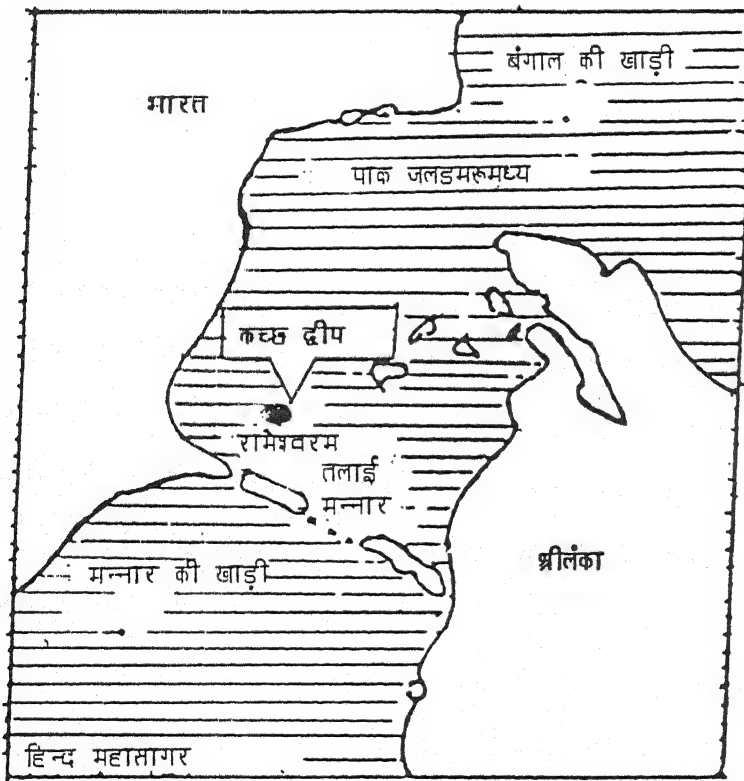 बंगाल की खाड़ी
भारत
पाक जलडमरूमध्य
कच्छ द्वीप
रामेश्वरम
तलाई
मन्नार
मन्नार की खाड़ी
श्रीलंका
हिन्द महासागर